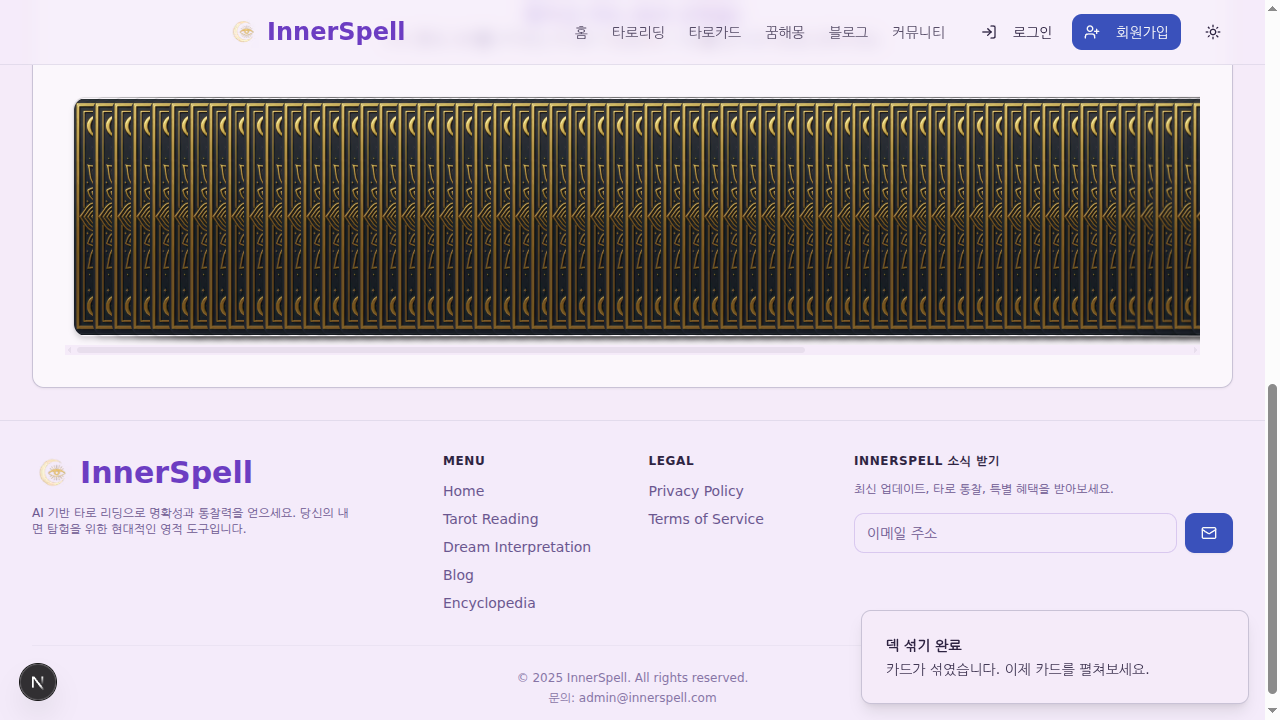 InnerSpell
홈
타로리딩
타로카드
꿈해몽
블로그
커뮤니티
로그인
회원가입
InnerSpell
AI 기반 타로 리딩으로 명확성과 통찰력을 얻으세요. 당신의 내
면 탐험을 위한 현대적인 영적 도구입니다.
MENU
Home
Tarot Reading
Dream Interpretation
Blog
Encyclopedia
LEGAL
Privacy Policy
Terms of Service
INNERSPELL 소식 받기
최신 업데이트, 타로 통찰, 특별 혜택을 받아보세요.
이메일 주소
덱 섞기 완료
카드가 섞였습니다. 이제 카드를 펼쳐보세요.
N
© 2025 InnerSpell. All rights reserved.
문의: admin@innerspell.com